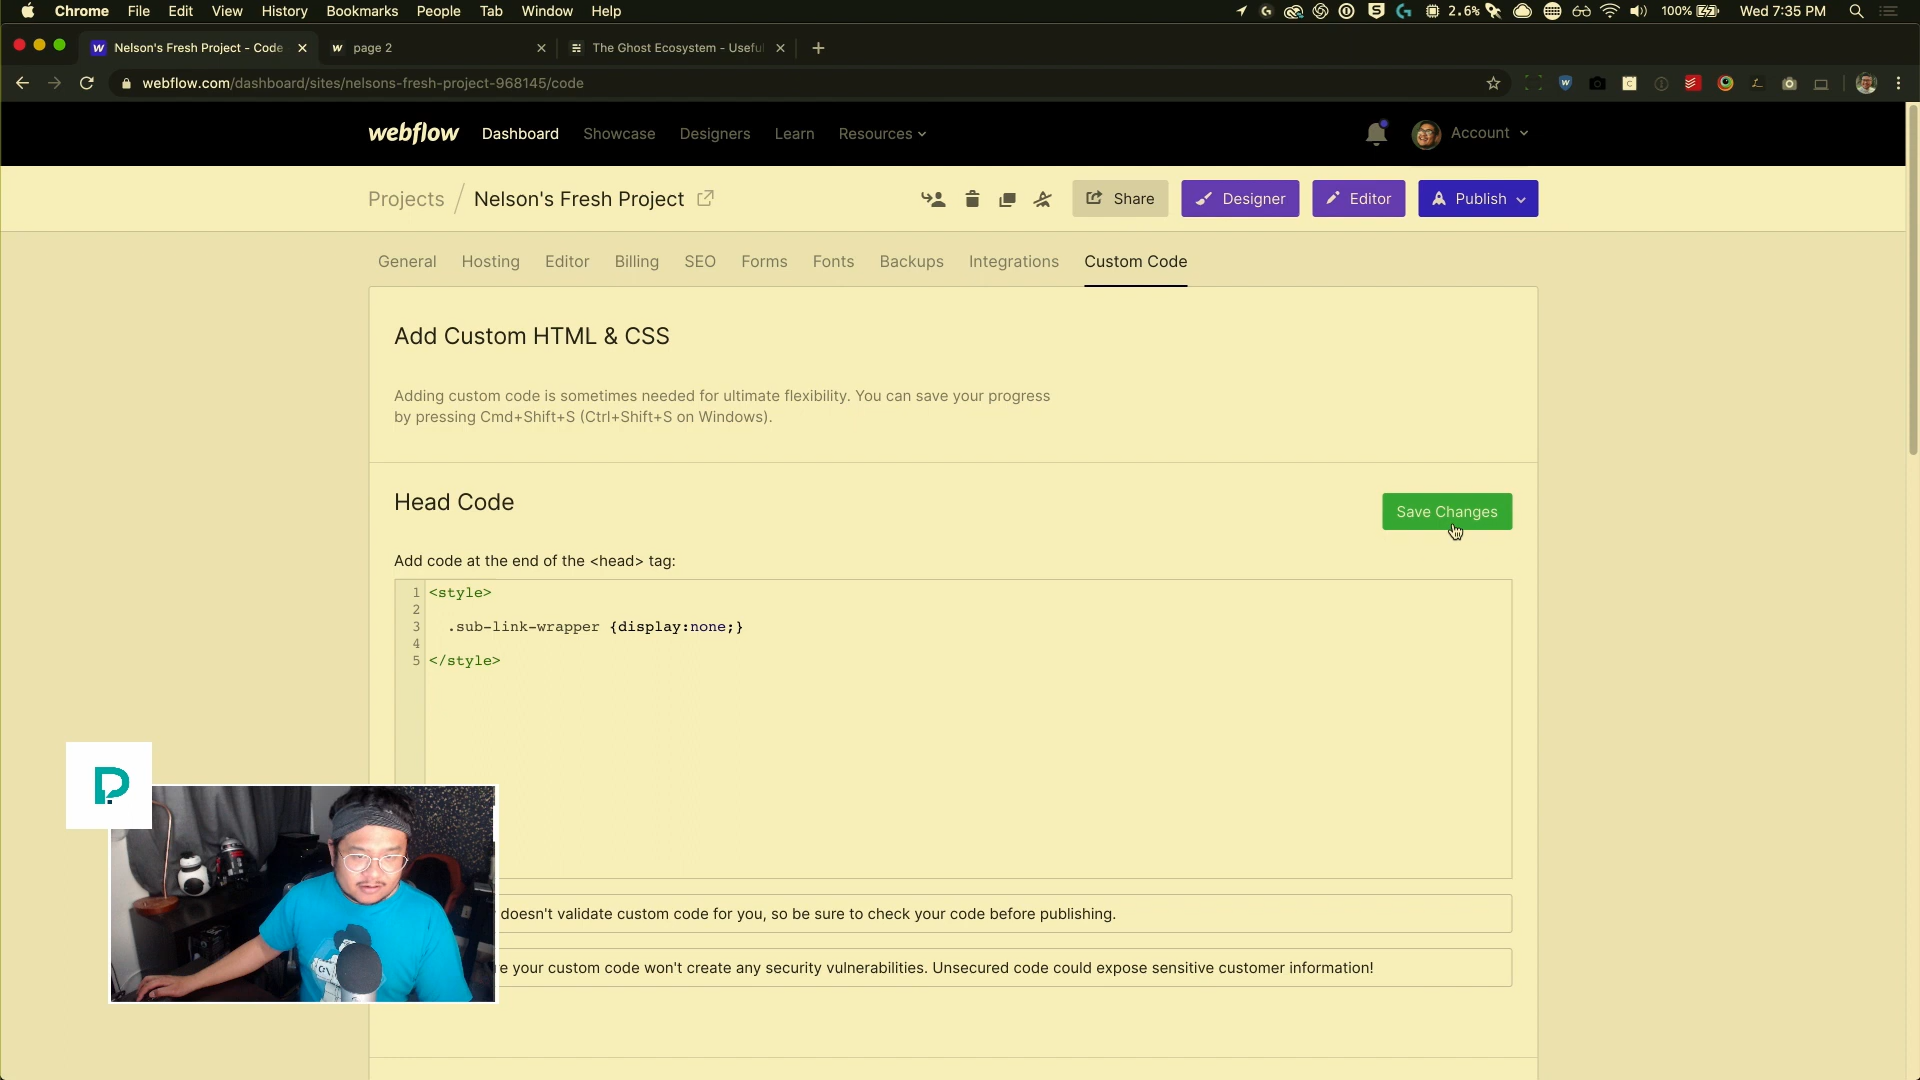 Chrome File Edit View History Bookmarks People Tab Window Help
2.6% 100% Wed 7:35 PM
Nelson's Fresh Project - Code
page 2
The Ghost Ecosystem - Useful
webflow.com/dashboard/sites/nelsons-fresh-project-968145/code
webflow Dashboard Showcase Designers Learn Resources Account
Projects / Nelson's Fresh Project
Share Designer Editor Publish
General Hosting Editor Billing SEO Forms Fonts Backups Integrations Custom Code
Add Custom HTML & CSS
Adding custom code is sometimes needed for ultimate flexibility. You can save your progress
by pressing Cmd+Shift+S (Ctrl+Shift+S on Windows).
Head Code
Save Changes
Add code at the end of the <head> tag:
1 <style>
2
3 .sub-link-wrapper {display:none;}
4
5 </style>
doesn't validate custom code for you, so be sure to check your code before publishing.
your custom code won't create any security vulnerabilities. Unsecured code could expose sensitive customer information!